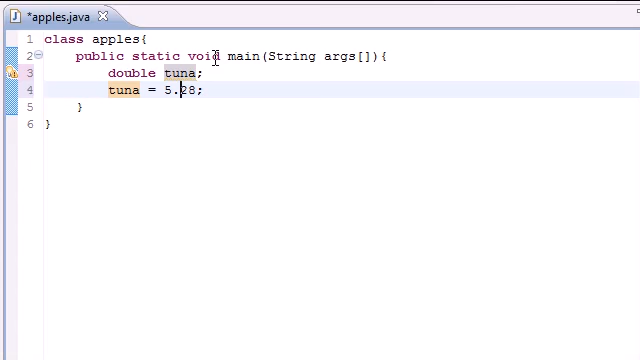 *apples.java
1 class apples{
2 public static void main(String args[]){
3 double tuna;
4 tuna = 5.28;
5 }
6 }